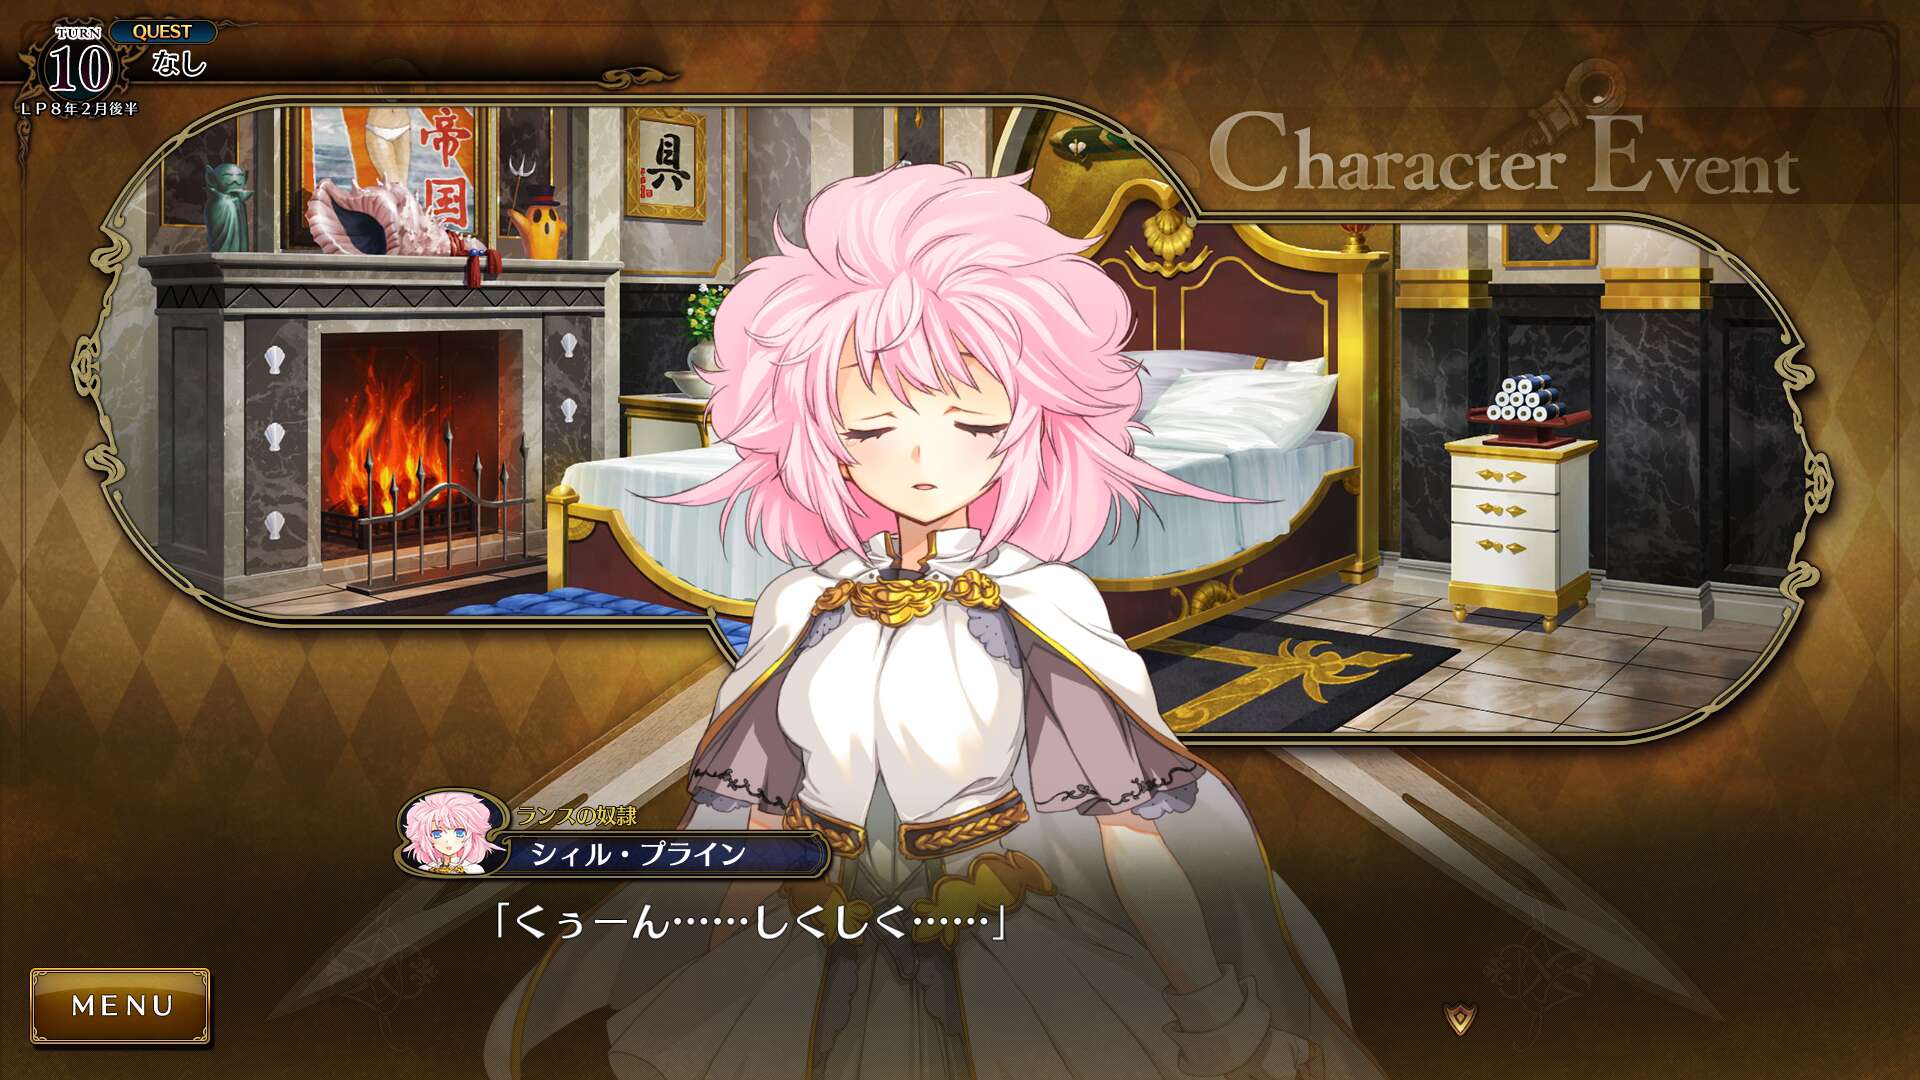 TURN
10
QUEST
なし
LP8年2月後半
帝国
具
Character Event
ランスの奴隷
シィル・プライン
「くぅーん……しくしく……」
MENU